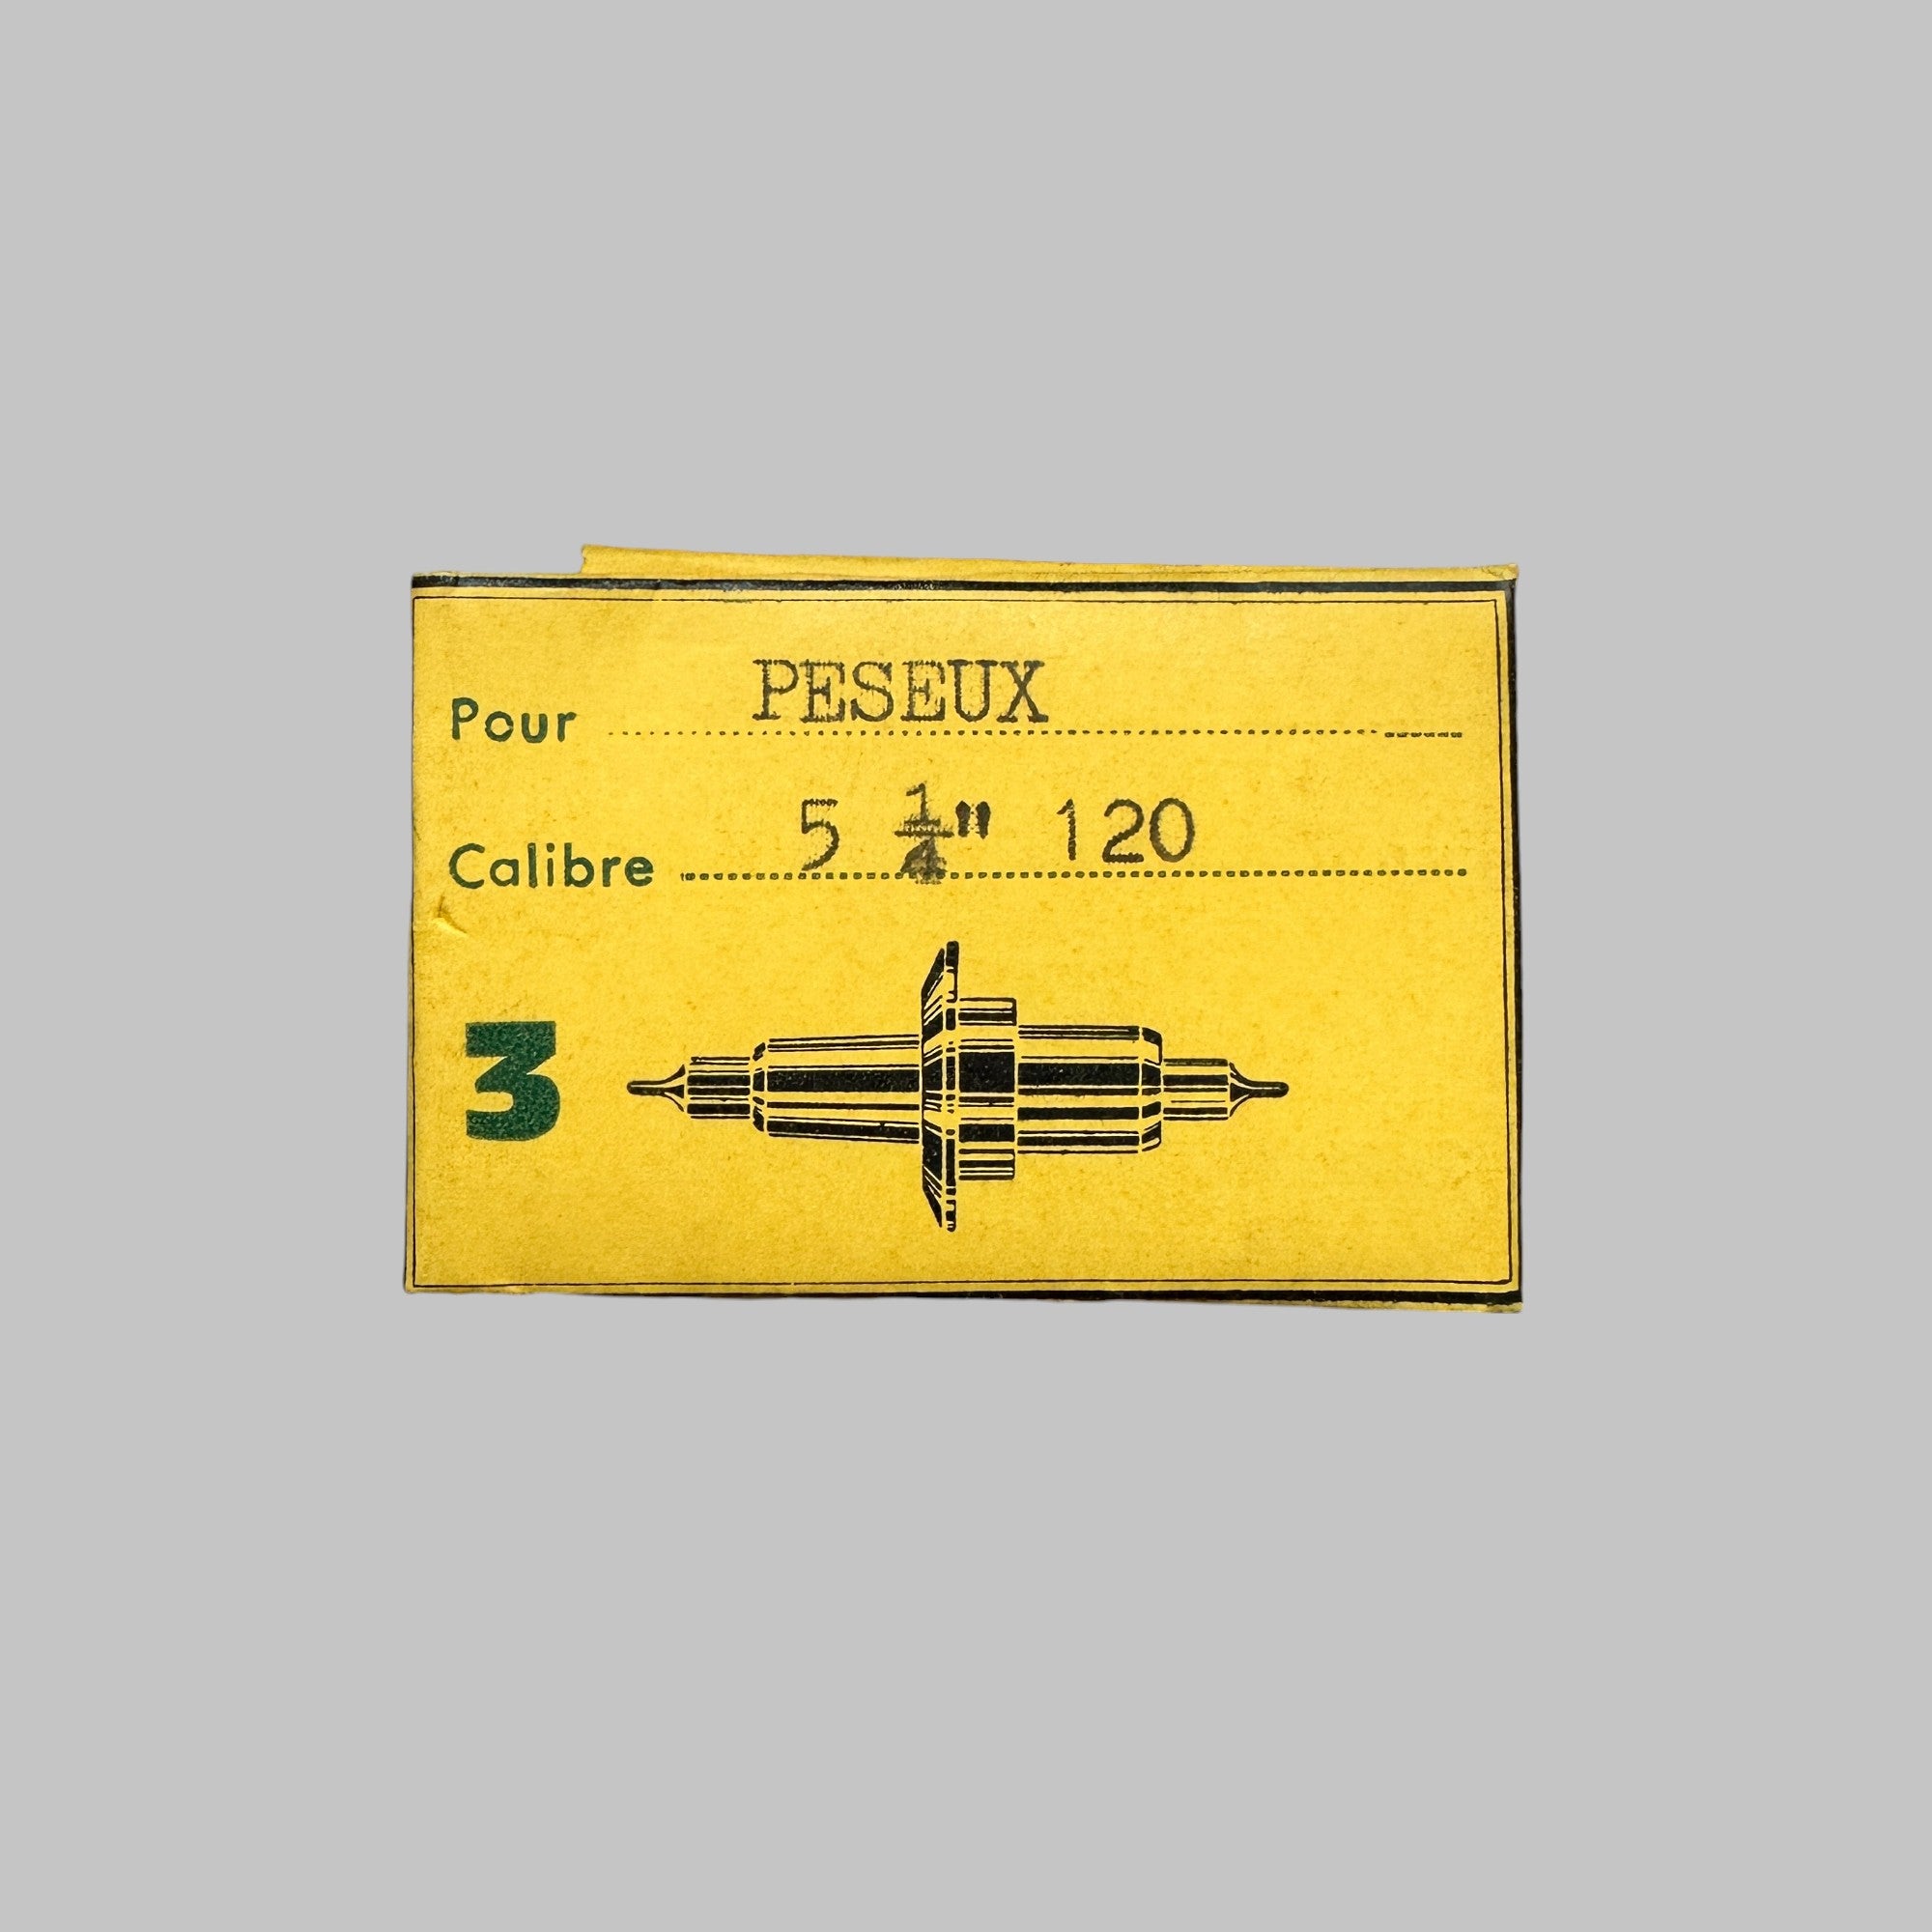 Pour PESEUX
Calibre 5 1/4" 120
3